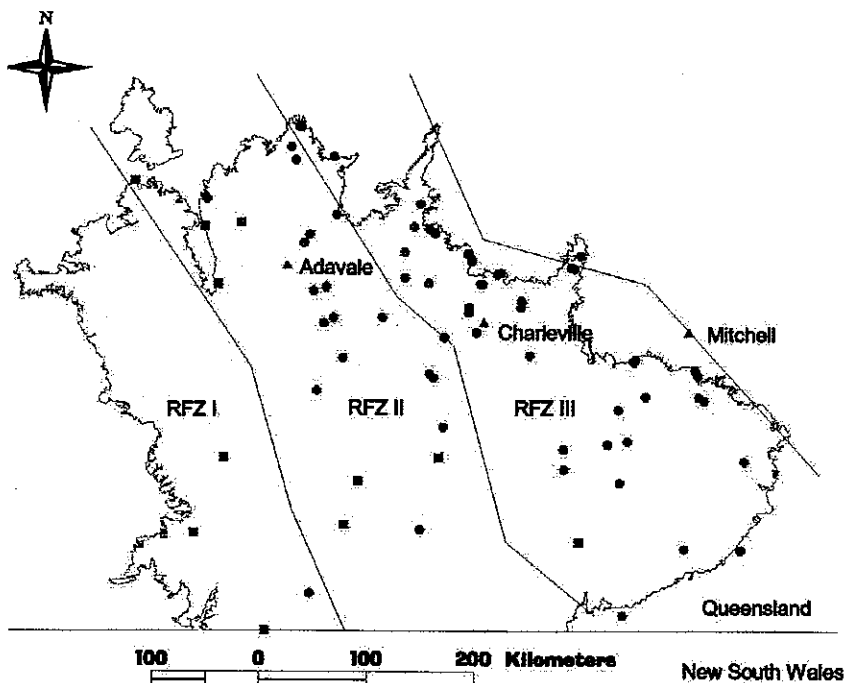 N
Adavale
Charleville
Mitchell
RFZ I
RFZ II
RFZ III
Queensland
100 0 100 200 Kilometers
New South Wales